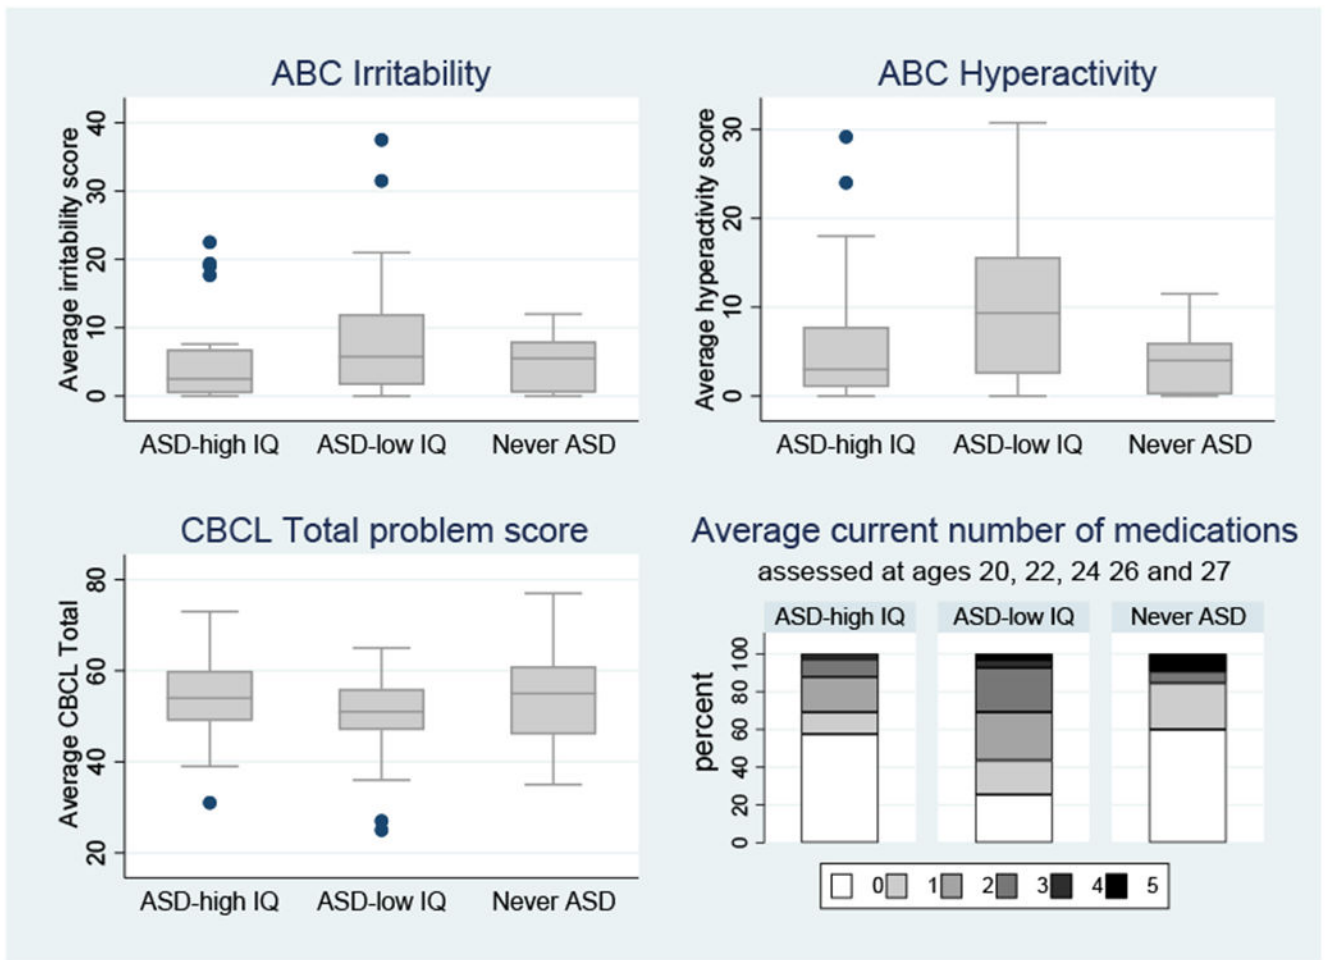 ABC Irritability
Average irritability score
40
30
20
10
0
ASD-high IQ ASD-low IQ Never ASD
ABC Hyperactivity
Average hyperactivity score
30
20
10
0
ASD-high IQ ASD-low IQ Never ASD
CBCL Total problem score
Average CBCL Total
80
60
40
20
ASD-high IQ ASD-low IQ Never ASD
Average current number of medications
assessed at ages 20, 22, 24 26 and 27
ASD-high IQ ASD-low IQ Never ASD
percent
100
80
60
40
20
0
0 1 2 3 4 5